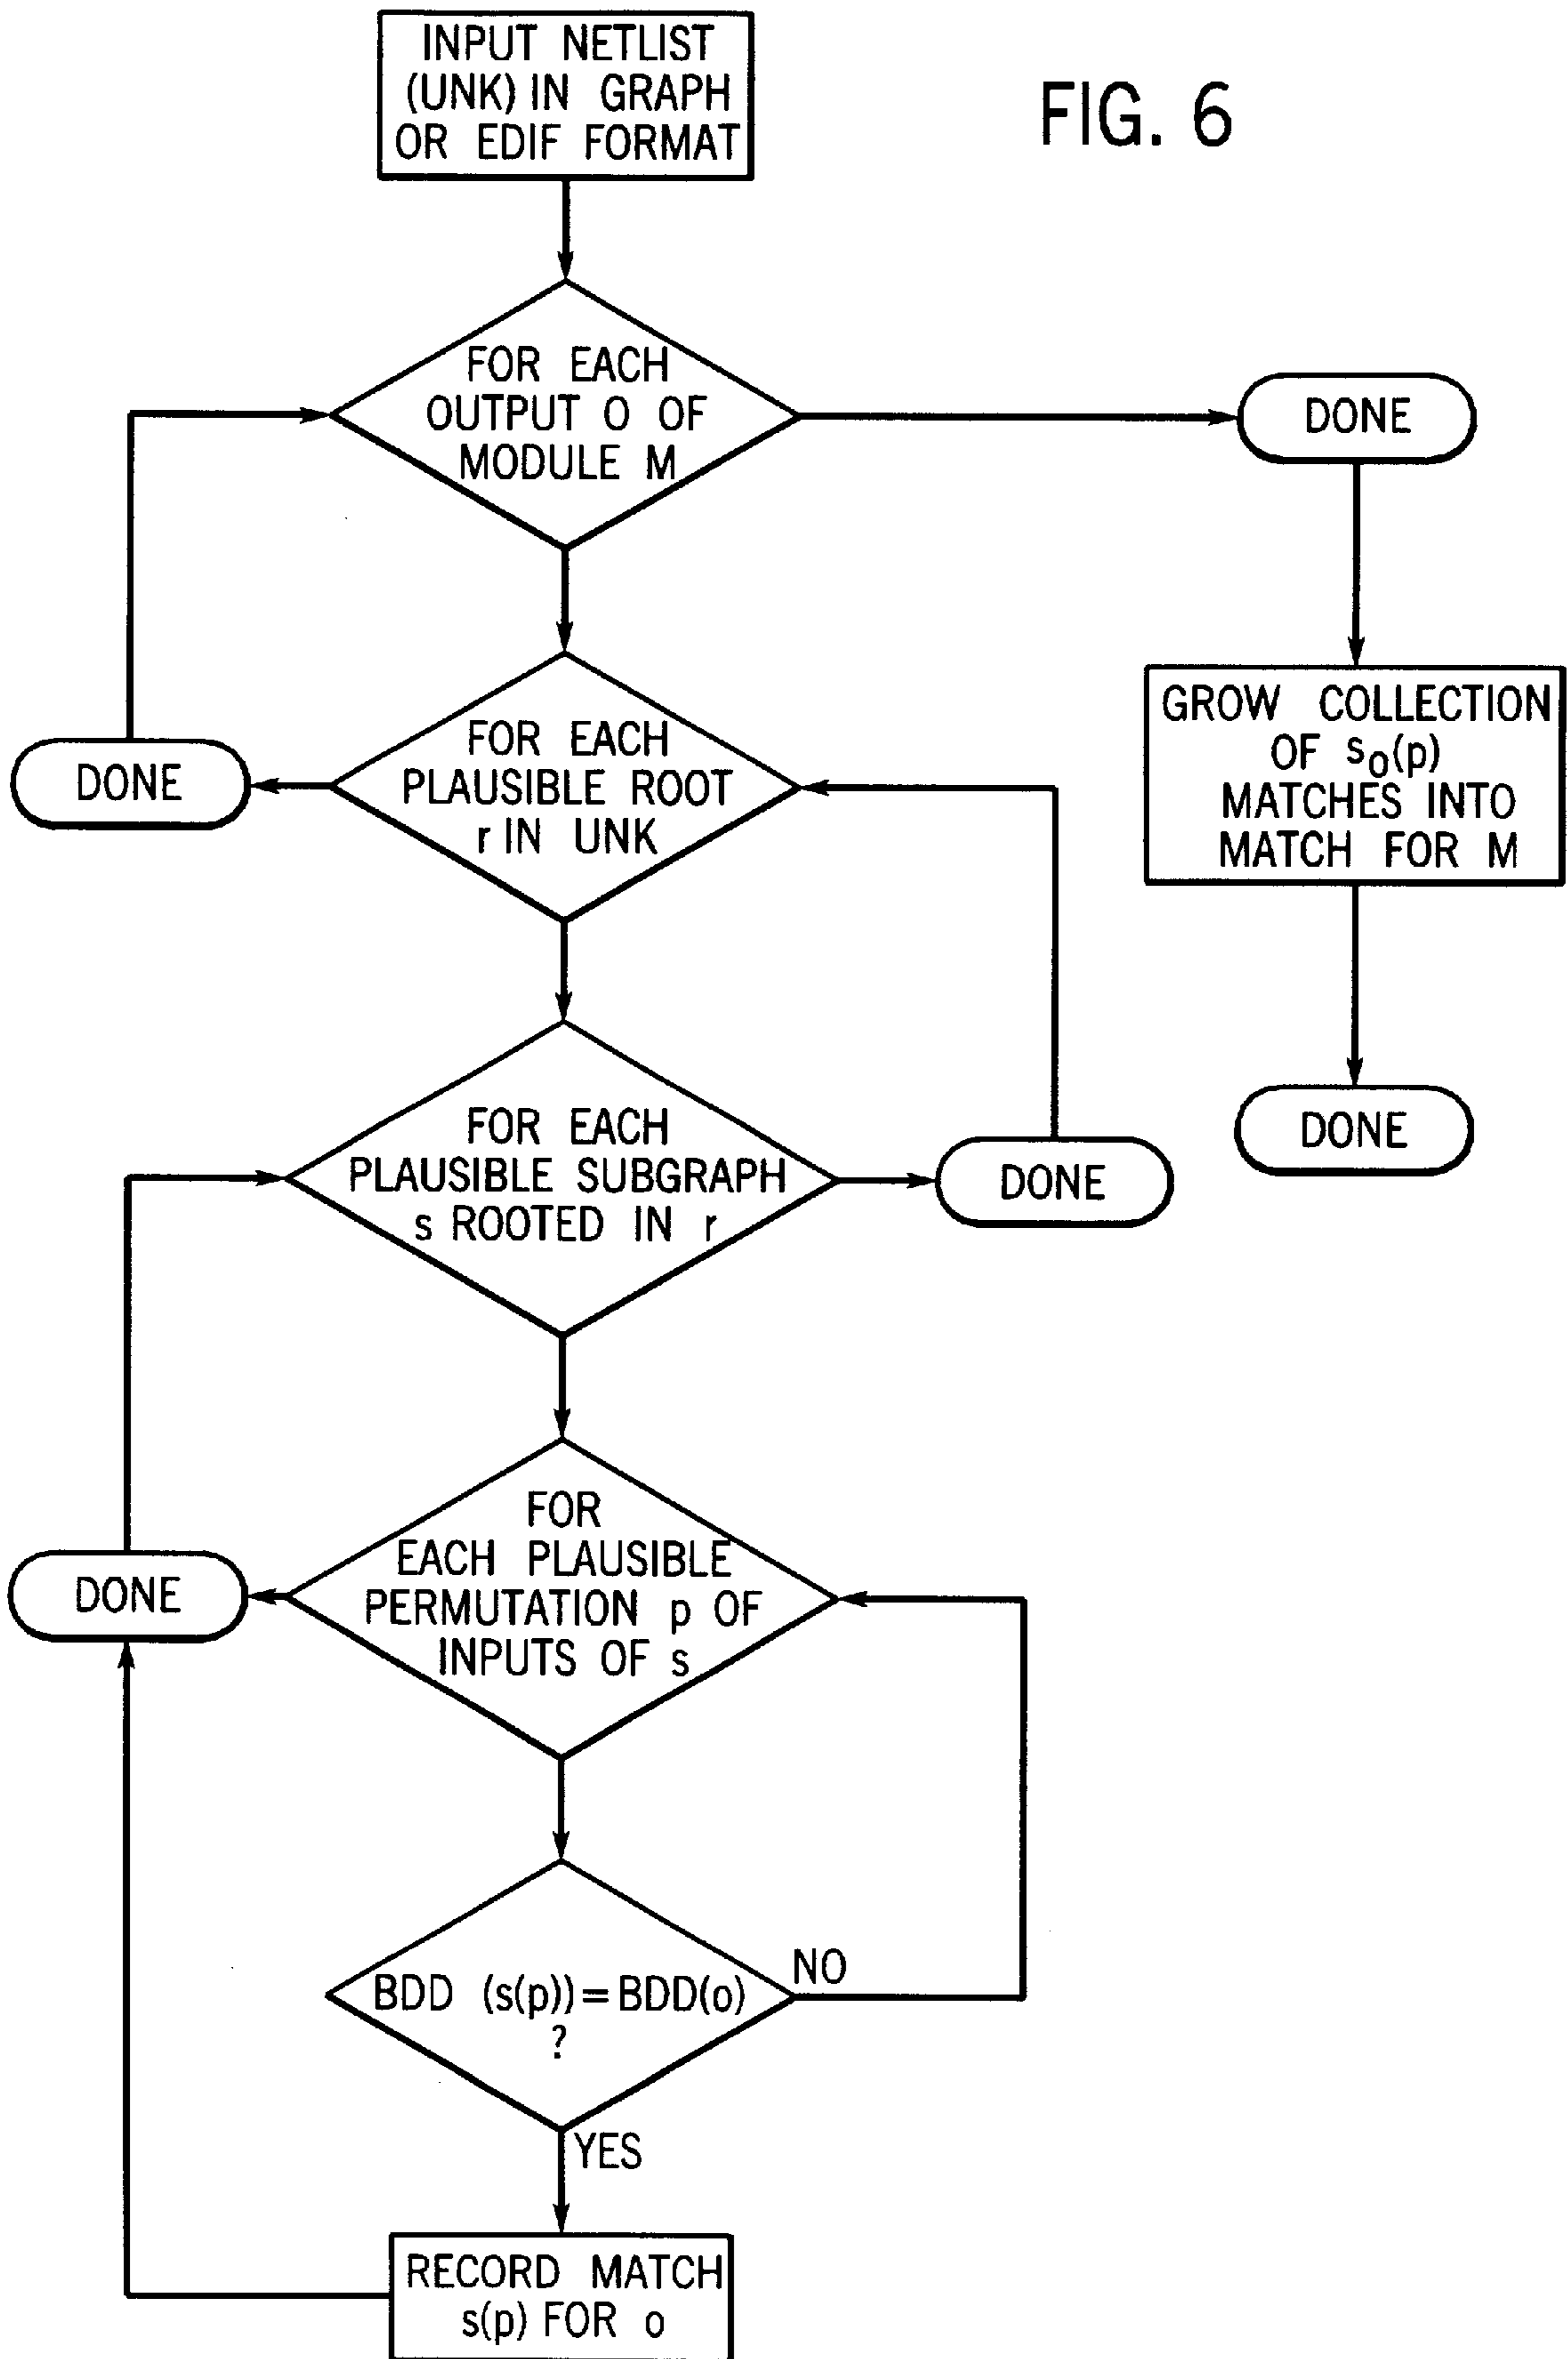 INPUT NETLIST
(UNK) IN GRAPH
OR EDIF FORMAT
FIG. 6
FOR EACH
OUTPUT O OF
MODULE M
DONE
FOR EACH
PLAUSIBLE ROOT
r IN UNK
DONE
GROW COLLECTION
OF s₀(p)
MATCHES INTO
MATCH FOR M
FOR EACH
PLAUSIBLE SUBGRAPH
s ROOTED IN r
DONE
DONE
FOR
EACH PLAUSIBLE
PERMUTATION p OF
INPUTS OF s
DONE
BDD (s(p))=BDD(o)
?
NO
YES
RECORD MATCH
s(p) FOR o